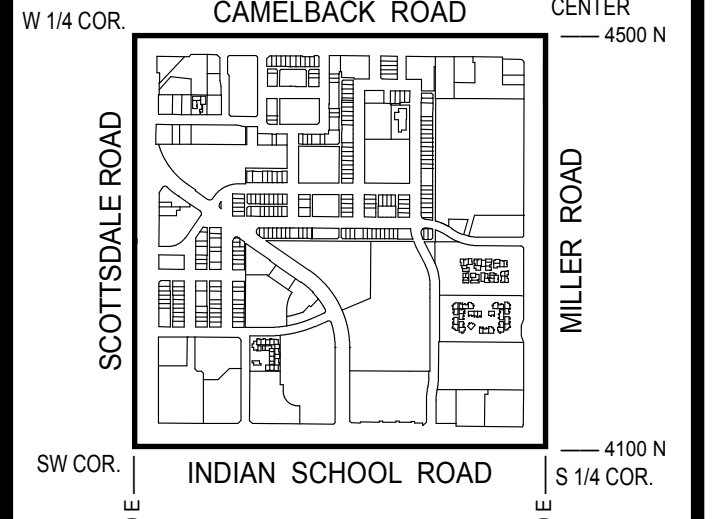 CAMELBACK ROAD
CENTER
W 1/4 COR.
4500 N
SCOTTSDALE ROAD
MILLER ROAD
4100 N
SW COR.
INDIAN SCHOOL ROAD
S 1/4 COR.
E
E